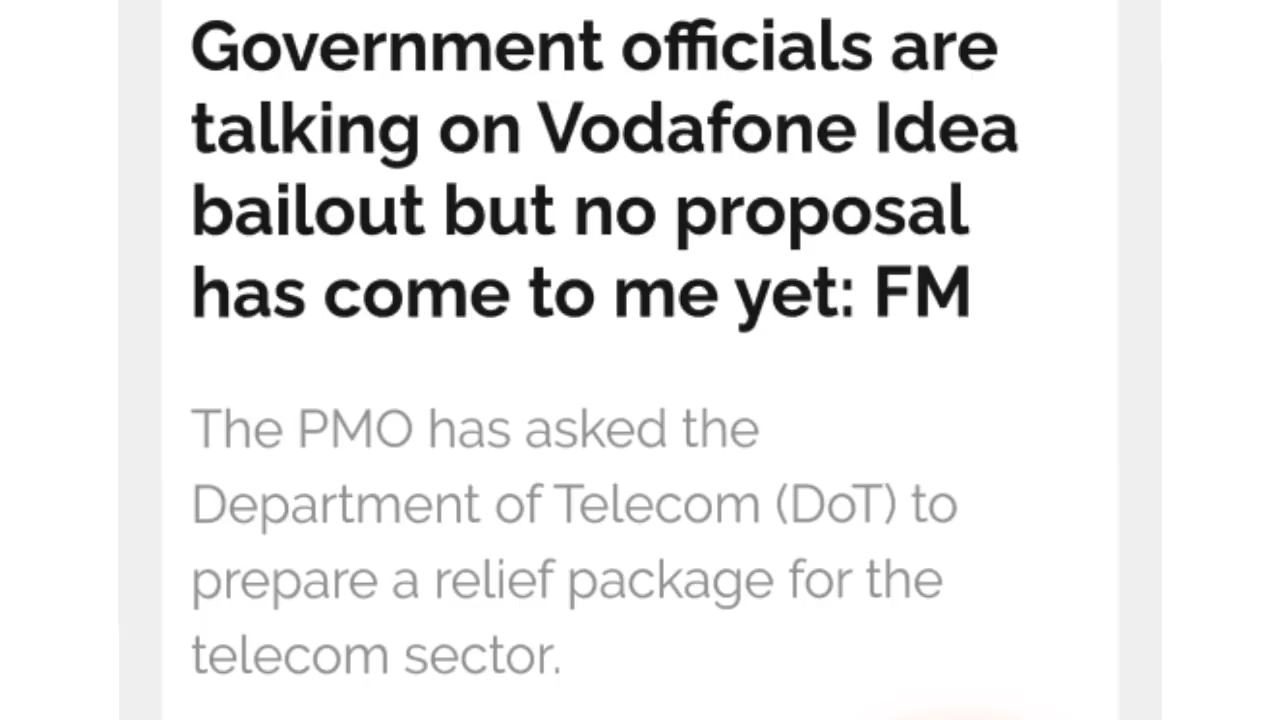 Government officials are
talking on Vodafone Idea
bailout but no proposal
has come to me yet: FM
The PMO has asked the
Department of Telecom (DoT) to
prepare a relief package for the
telecom sector.